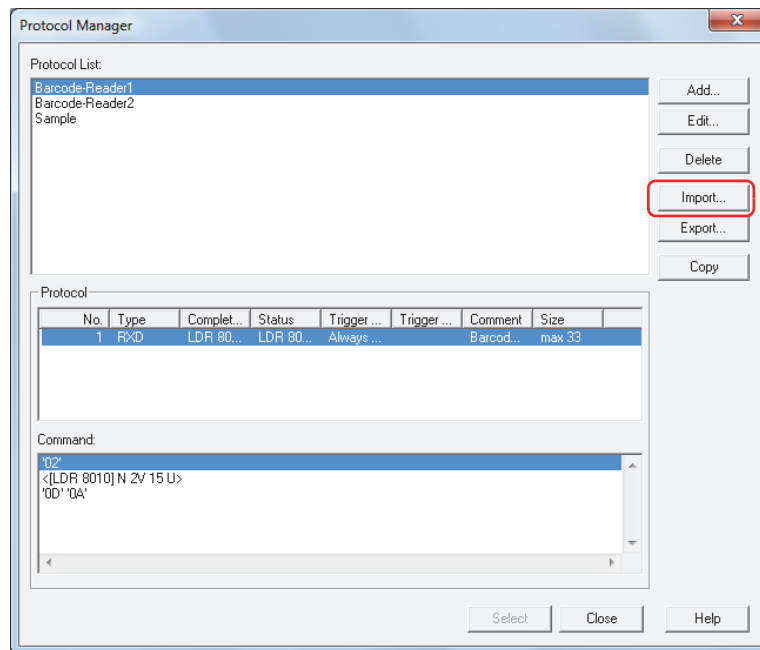 Protocol Manager
Protocol List:
Barcode-Reader1
Barcode-Reader2
Sample
Add...
Edit...
Delete
Import...
Export...
Copy
Protocol
No. Type Complet... Status Trigger ... Trigger ... Comment Size
1 RXD LDR 80... LDR 80... Always ... Barcod... max 33
Command:
'02'
<[LDR 8010] N 2V 15 U>
'0D' '0A'
Select Close Help